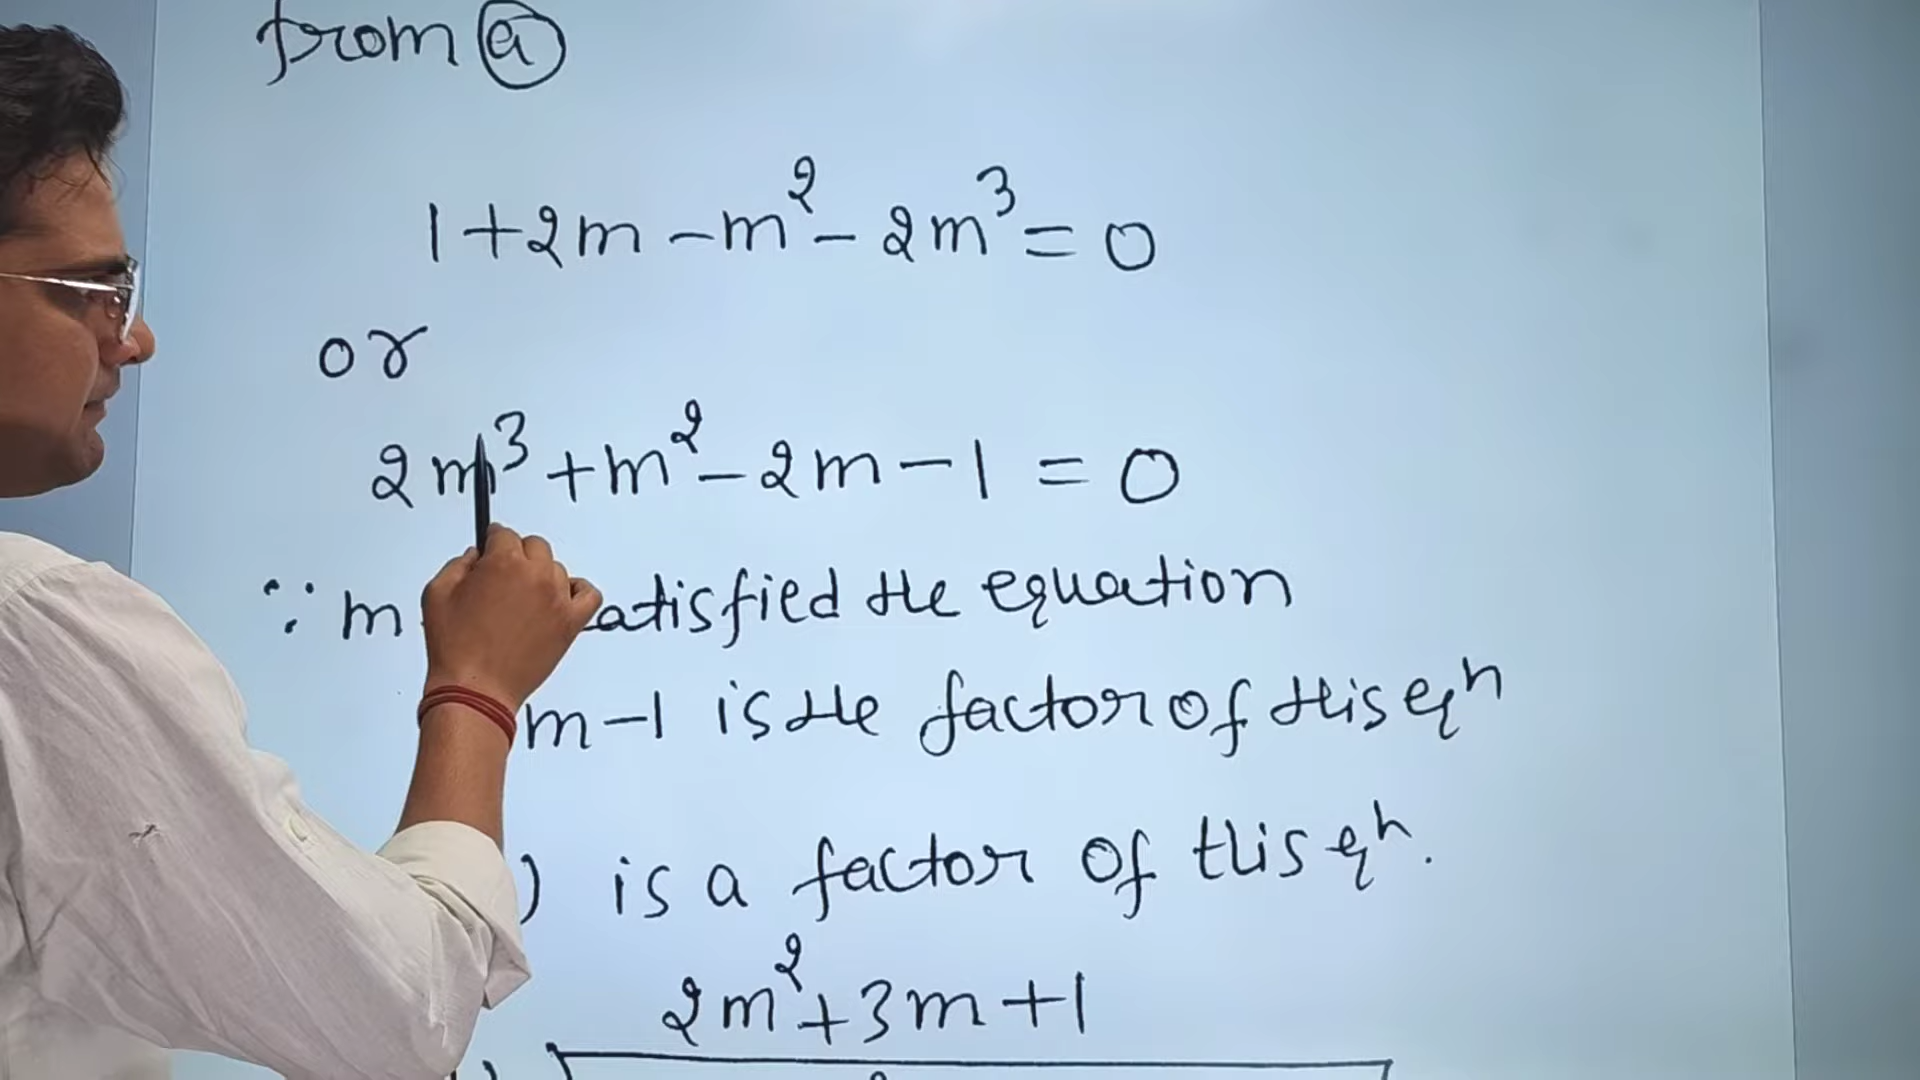 from ⓐ
1+2m-m²-2m³=0
or
2m³+m²-2m-1=0
∵ m satisfied the equation
m-1 is the factor of this eqⁿ
) is a factor of this eqⁿ.
2m²+3m+1